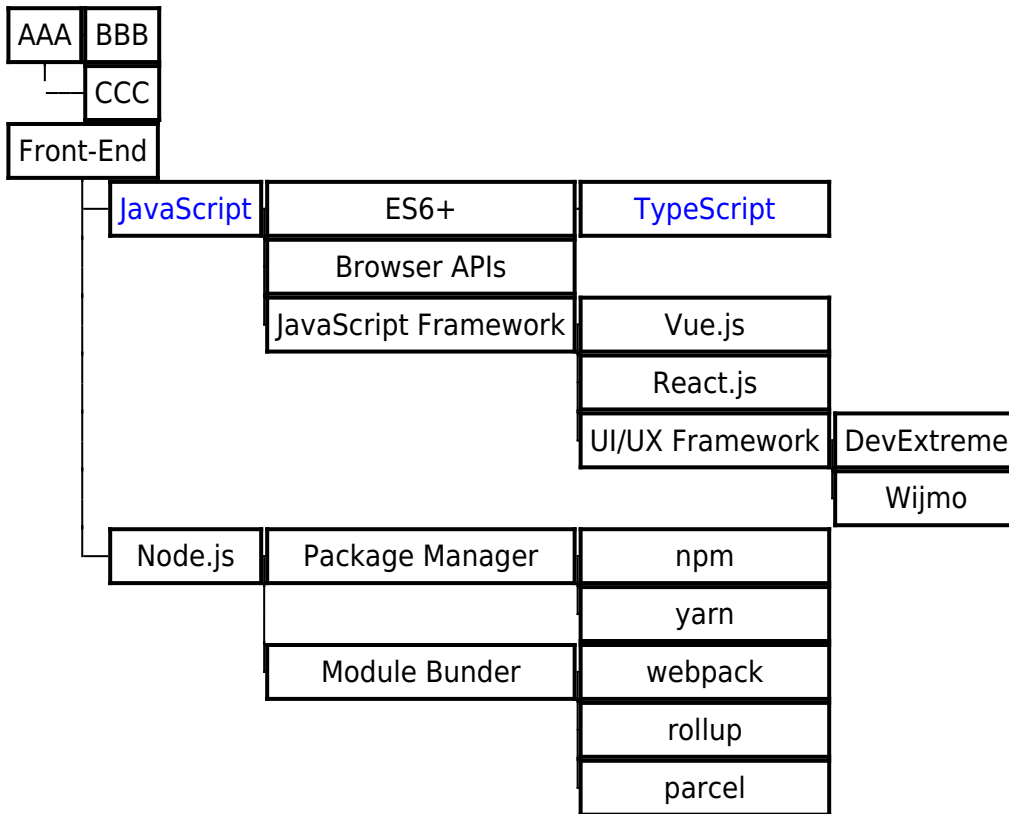 AAA BBB
CCC
Front-End
JavaScript ES6+ TypeScript
Browser APIs
JavaScript Framework Vue.js
React.js
UI/UX Framework DevExtreme
Wijmo
Node.js Package Manager npm
yarn
Module Bunder webpack
rollup
parcel